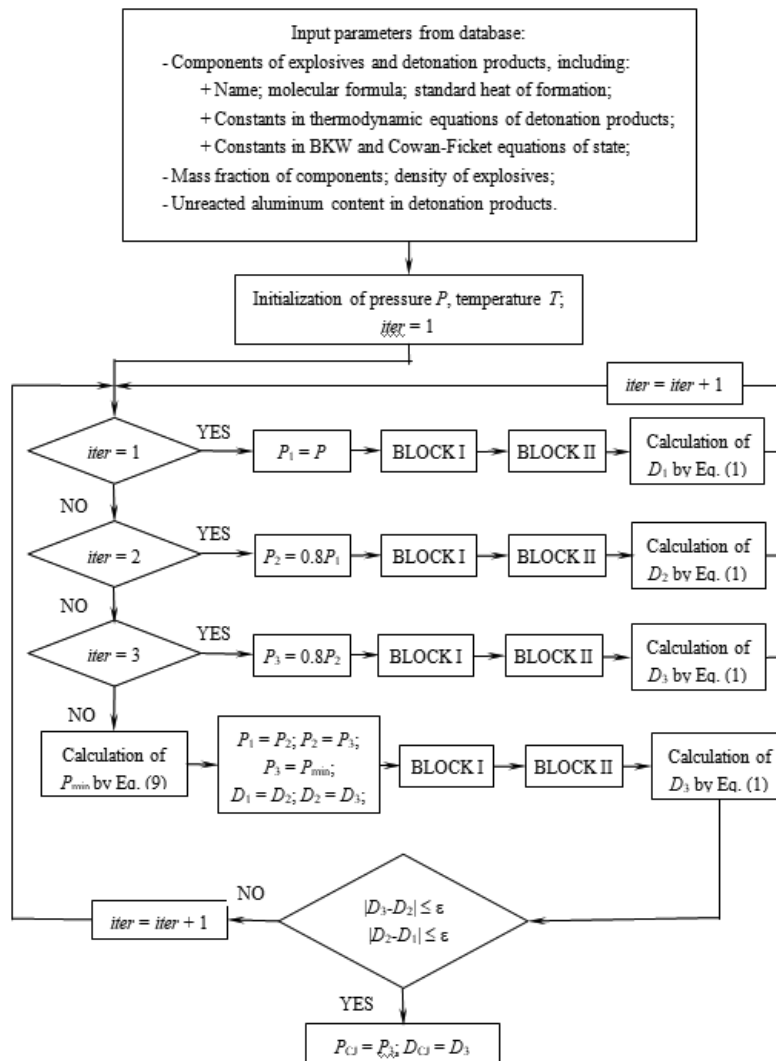 Input parameters from database:
- Components of explosives and detonation products, including:
+ Name; molecular formula; standard heat of formation;
+ Constants in thermodynamic equations of detonation products;
+ Constants in BKW and Cowan-Ficket equations of state;
- Mass fraction of components; density of explosives;
- Unreacted aluminum content in detonation products.
Initialization of pressure P, temperature T;
iter = 1
iter = iter + 1
iter = 1
YES
P₁ = P
BLOCK I
BLOCK II
Calculation of
D₁ by Eq. (1)
NO
iter = 2
YES
P₂ = 0.8P₁
BLOCK I
BLOCK II
Calculation of
D₂ by Eq. (1)
NO
iter = 3
YES
P₃ = 0.8P₂
BLOCK I
BLOCK II
Calculation of
D₃ by Eq. (1)
NO
Calculation of
Pmin by Eq. (9)
P₁ = P₂; P₂ = P₃;
P₃ = Pmin;
D₁ = D₂; D₂ = D₃;
BLOCK I
BLOCK II
Calculation of
D₃ by Eq. (1)
|D₃-D₂| ≤ ε
|D₂-D₁| ≤ ε
NO
iter = iter + 1
YES
PCJ = P₃; DCJ = D₃